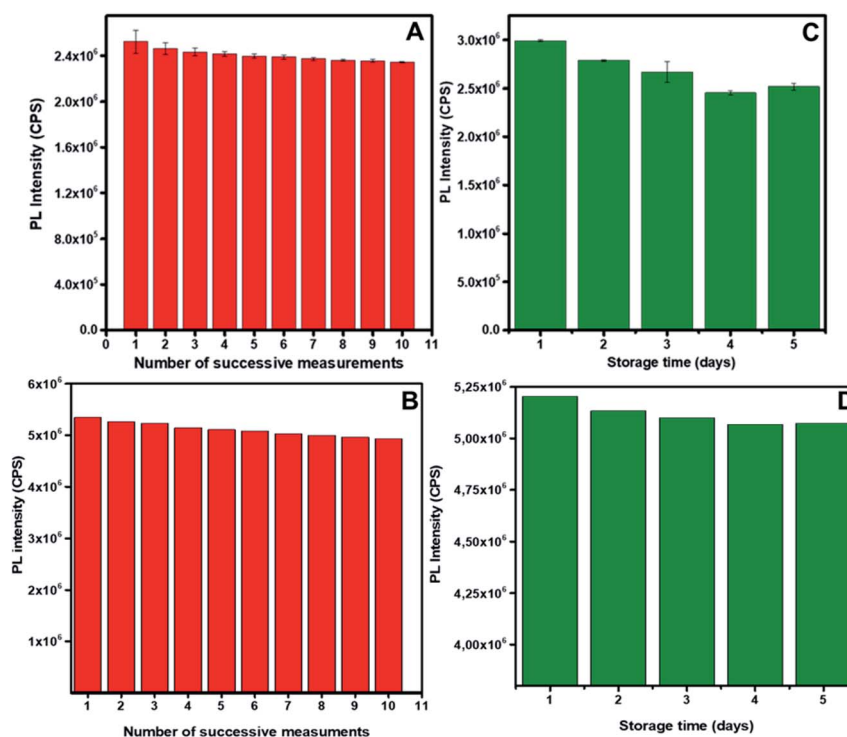 A
PL Intensity (CPS)
2.4x10⁶
2.0x10⁶
1.6x10⁶
1.2x10⁶
8.0x10⁵
4.0x10⁵
0.0
0 1 2 3 4 5 6 7 8 9 10 11
Number of successive measurements
C
PL Intensity (CPS)
3.0x10⁶
2.5x10⁶
2.0x10⁶
1.5x10⁶
1.0x10⁶
5.0x10⁵
0.0
1 2 3 4 5
Storage time (days)
B
PL intensity (CPS)
6x10⁶
5x10⁶
4x10⁶
3x10⁶
2x10⁶
1x10⁶
1 2 3 4 5 6 7 8 9 10 11
Number of successive measuments
D
PL Intensity (CPS)
5,25x10⁶
5,00x10⁶
4,75x10⁶
4,50x10⁶
4,25x10⁶
4,00x10⁶
1 2 3 4 5
Storage time (days)